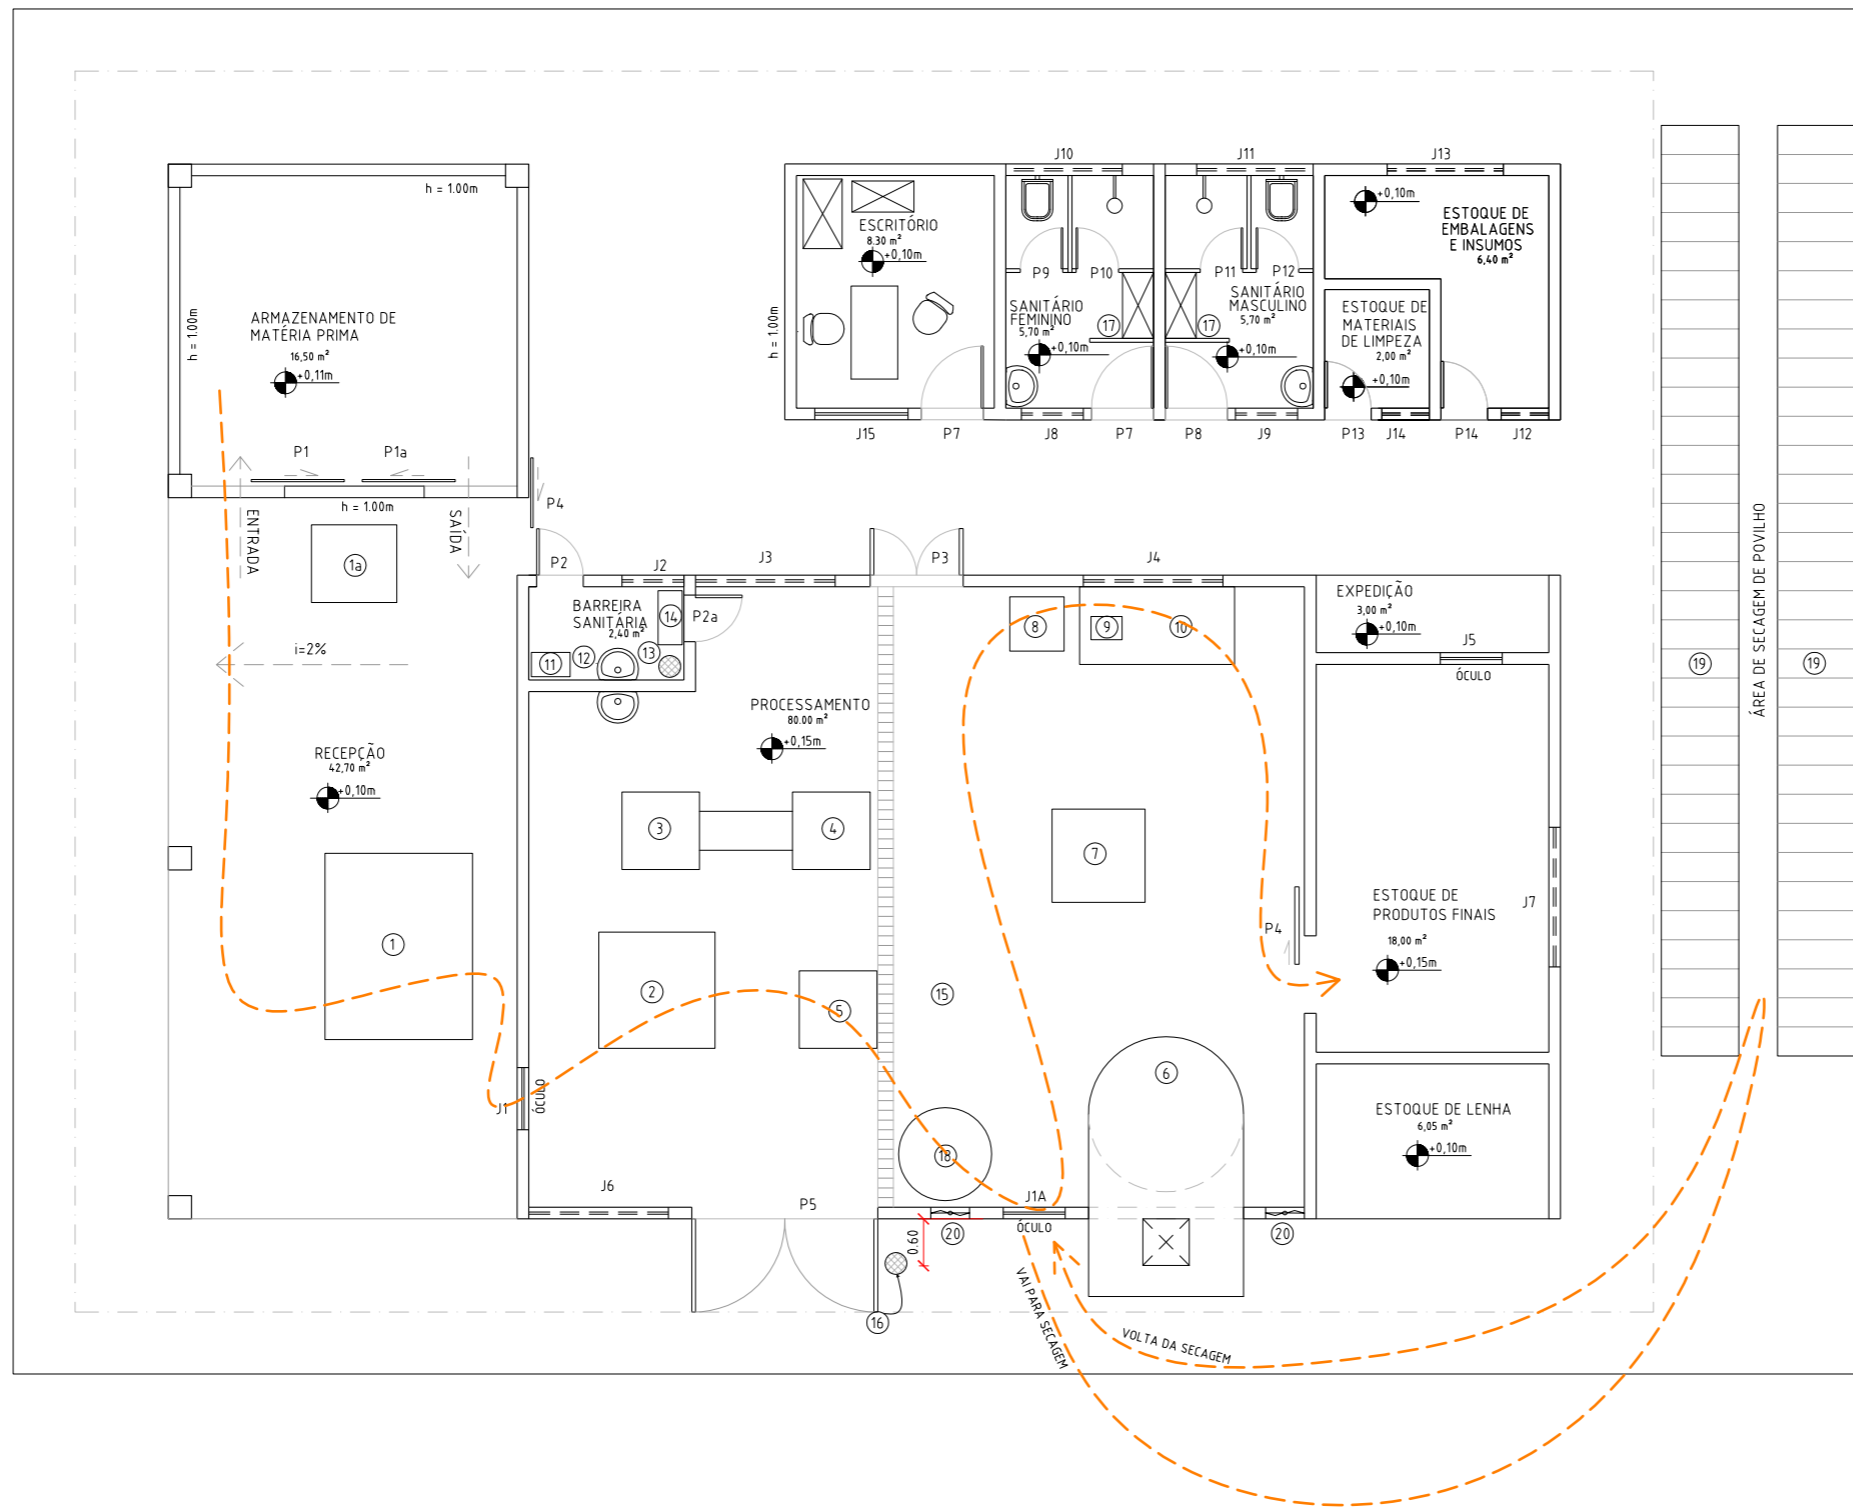 J10
J11
J13
h = 1.00m
+0,10m
ESTOQUE DE
EMBALAGENS
E INSUMOS
6,40 m²
ESCRITÓRIO
8.30 m²
+0,10m
P9
P10
P11
P12
SANITÁRIO
FEMININO
5,70 m²
17
+0,10m
SANITÁRIO
MASCULINO
5,70 m²
17
+0,10m
ESTOQUE DE
MATERIAIS
DE LIMPEZA
2,00 m²
+0,10m
h = 1.00m
h = 1.00m
ARMAZENAMENTO DE
MATÉRIA PRIMA
16,50 m²
+0,11m
J15
P7
J8
P7
P8
J9
P13
J14
P14
J12
P1
P1a
h = 1.00m
P4
ENTRADA
SAÍDA
1a
P2
J2
J3
P3
J4
BARREIRA
SANITÁRIA
2,40 m²
14
P2a
11
12
13
8
9
10
EXPEDIÇÃO
3,00 m²
+0,10m
J5
ÓCULO
i=2%
19
ÁREA DE SECAGEM DE POVILHO
19
PROCESSAMENTO
80.00 m²
+0,15m
RECEPÇÃO
42,70 m²
+0,10m
3
4
7
ESTOQUE DE
PRODUTOS FINAIS
18,00 m²
+0,15m
J7
P4
1
2
5
15
6
J1
ÓCULO
ESTOQUE DE LENHA
6,05 m²
+0,10m
18
J6
P5
J1A
ÓCULO
20
20
0.60
16
VAI PARA SECAGEM
VOLTA DA SECAGEM